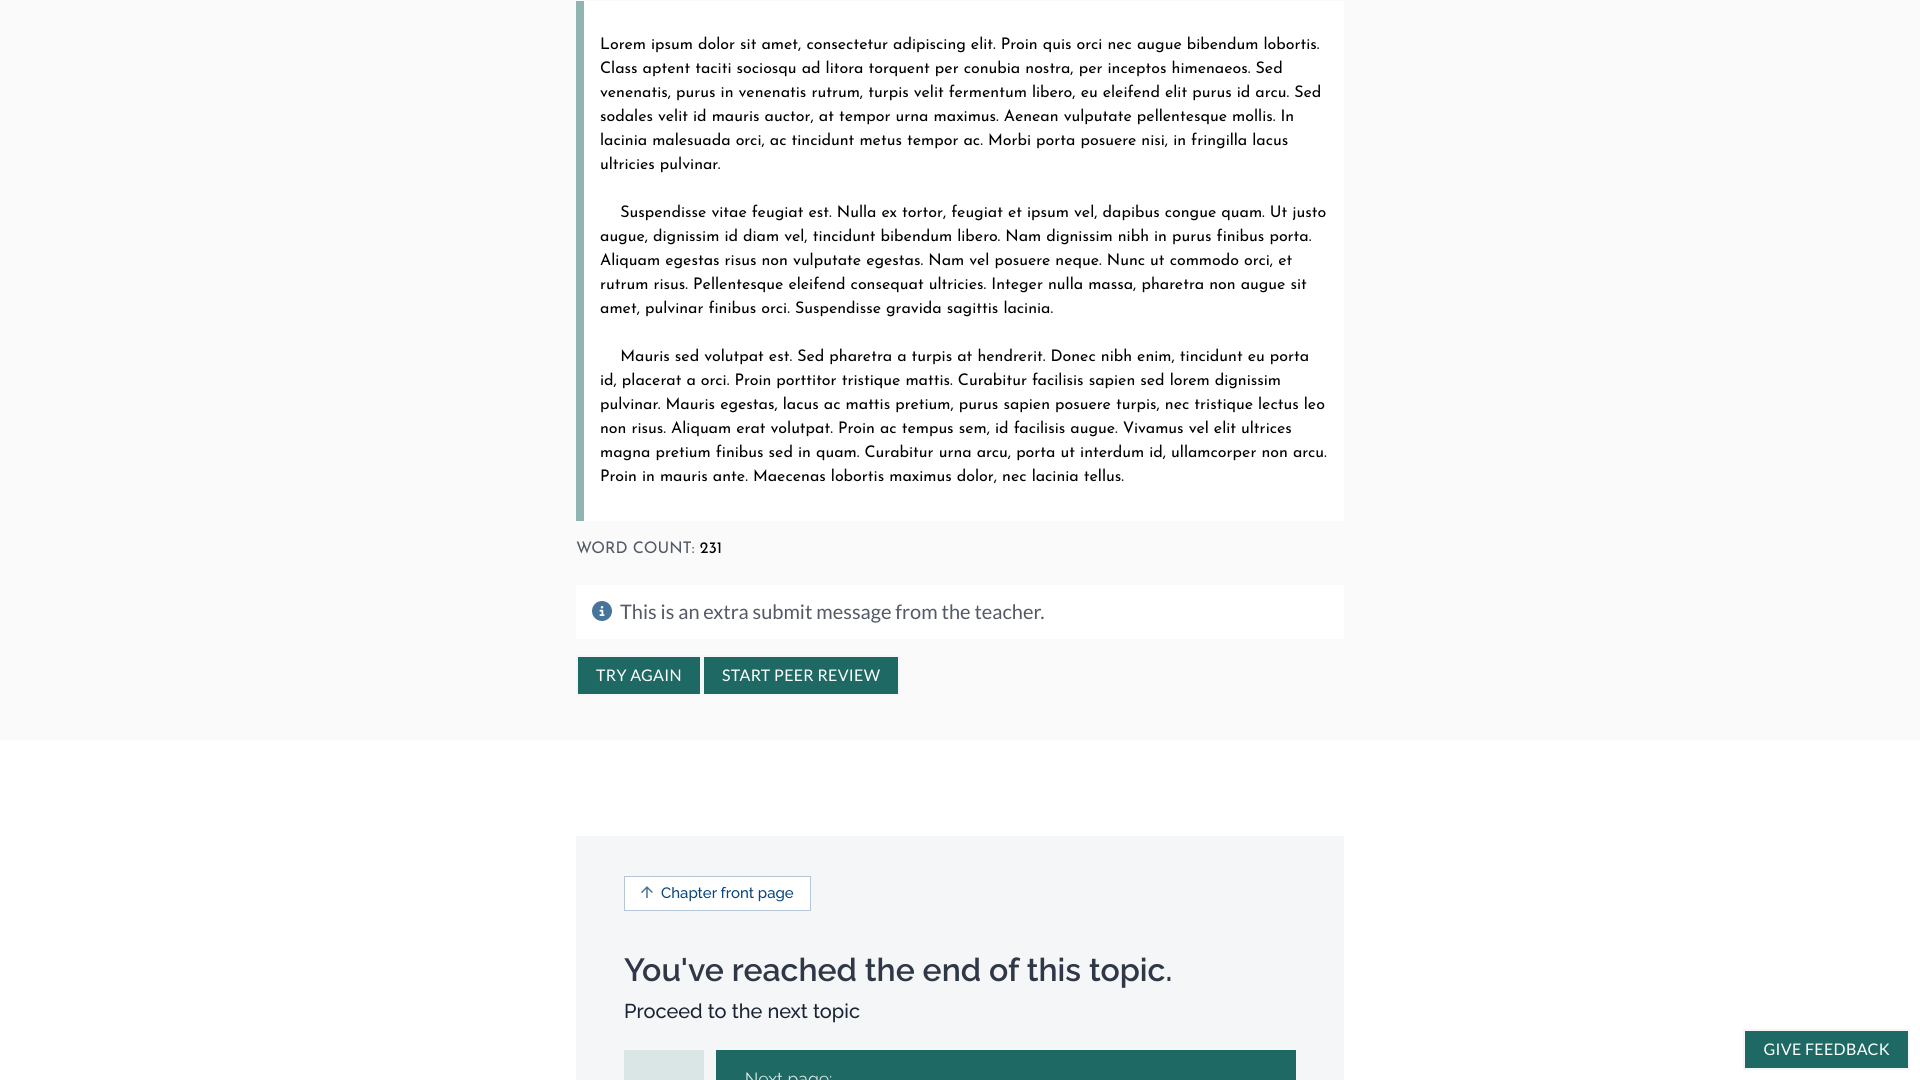 Lorem ipsum dolor sit amet, consectetur adipiscing elit. Proin quis orci nec augue bibendum lobortis.
Class aptent taciti sociosqu ad litora torquent per conubia nostra, per inceptos himenaeos. Sed
venenatis, purus in venenatis rutrum, turpis velit fermentum libero, eu eleifend elit purus id arcu. Sed
sodales velit id mauris auctor, at tempor urna maximus. Aenean vulputate pellentesque mollis. In
lacinia malesuada orci, ac tincidunt metus tempor ac. Morbi porta posuere nisi, in fringilla lacus
ultricies pulvinar.
Suspendisse vitae feugiat est. Nulla ex tortor, feugiat et ipsum vel, dapibus congue quam. Ut justo
augue, dignissim id diam vel, tincidunt bibendum libero. Nam dignissim nibh in purus finibus porta.
Aliquam egestas risus non vulputate egestas. Nam vel posuere neque. Nunc ut commodo orci, et
rutrum risus. Pellentesque eleifend consequat ultricies. Integer nulla massa, pharetra non augue sit
amet, pulvinar finibus orci. Suspendisse gravida sagittis lacinia.
Mauris sed volutpat est. Sed pharetra a turpis at hendrerit. Donec nibh enim, tincidunt eu porta
id, placerat a orci. Proin porttitor tristique mattis. Curabitur facilisis sapien sed lorem dignissim
pulvinar. Mauris egestas, lacus ac mattis pretium, purus sapien posuere turpis, nec tristique lectus leo
non risus. Aliquam erat volutpat. Proin ac tempus sem, id facilisis augue. Vivamus vel elit ultrices
magna pretium finibus sed in quam. Curabitur urna arcu, porta ut interdum id, ullamcorper non arcu.
Proin in mauris ante. Maecenas lobortis maximus dolor, nec lacinia tellus.
WORD COUNT: 231
This is an extra submit message from the teacher.
TRY AGAIN
START PEER REVIEW
Chapter front page
You've reached the end of this topic.
Proceed to the next topic
Next page:
GIVE FEEDBACK